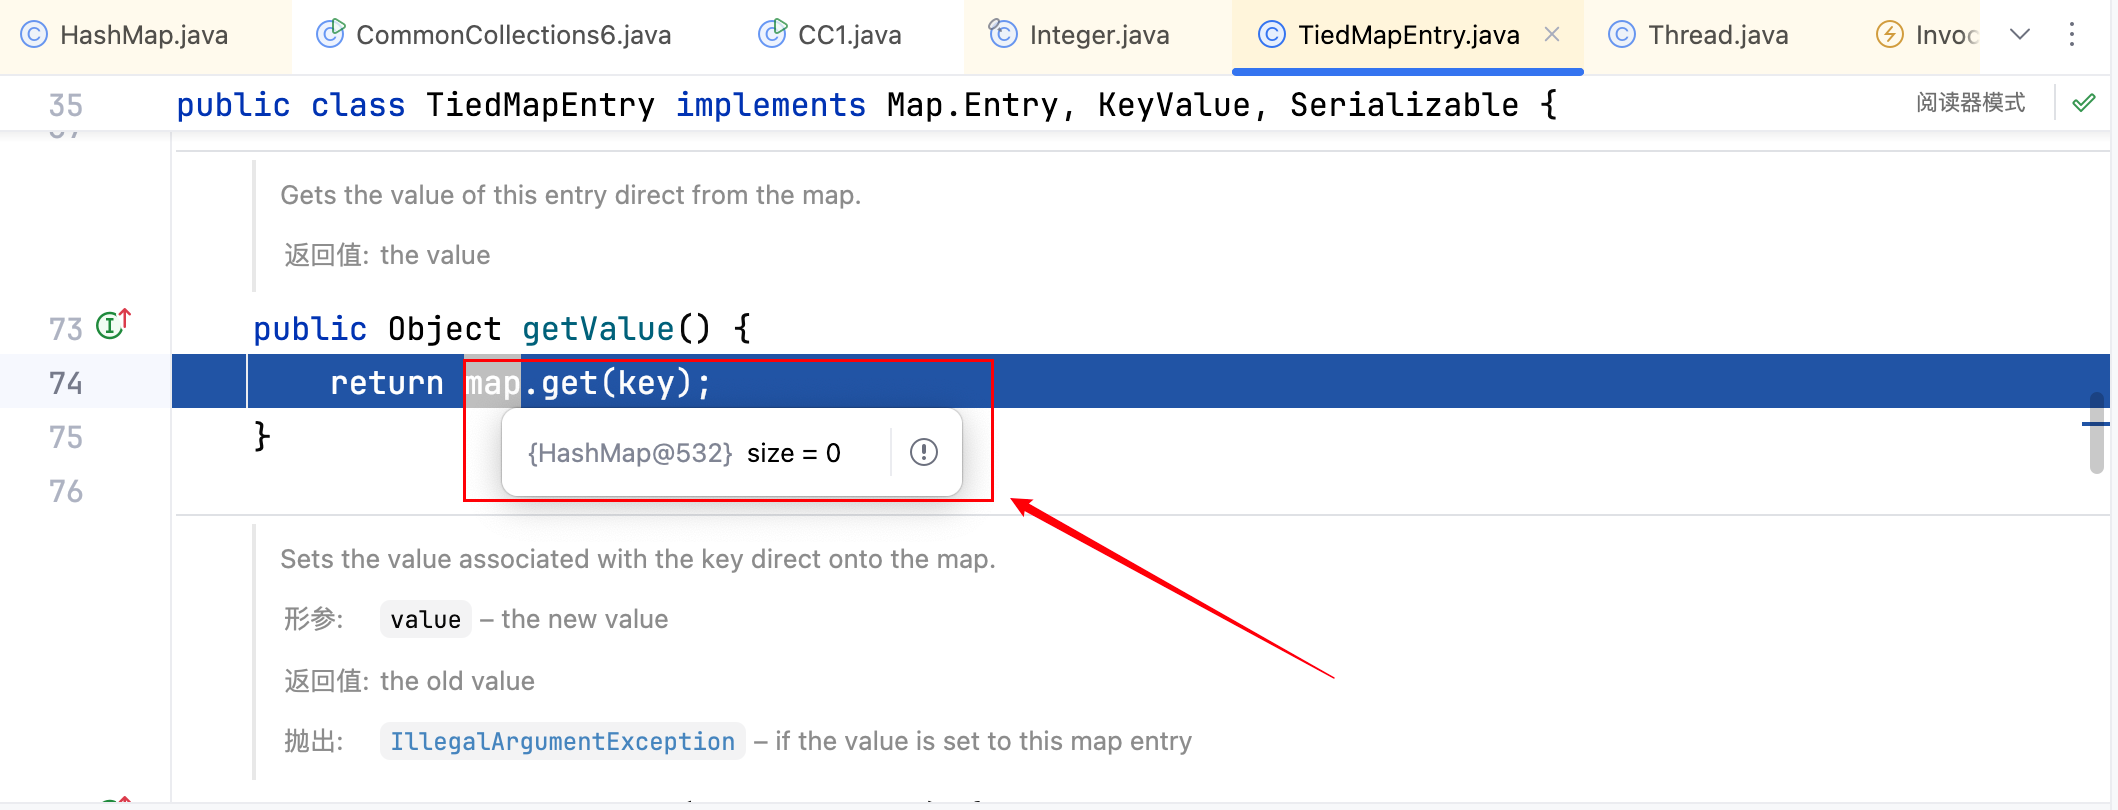 HashMap.java CommonCollections6.java CC1.java Integer.java TiedMapEntry.java Thread.java Invoc
35 public class TiedMapEntry implements Map.Entry, KeyValue, Serializable { 阅读器模式
Gets the value of this entry direct from the map.
返回值: the value
73 public Object getValue() {
74 return map.get(key);
75 }
{HashMap@532} size = 0
76
Sets the value associated with the key direct onto the map.
形参: value – the new value
返回值: the old value
抛出: IllegalArgumentException – if the value is set to this map entry